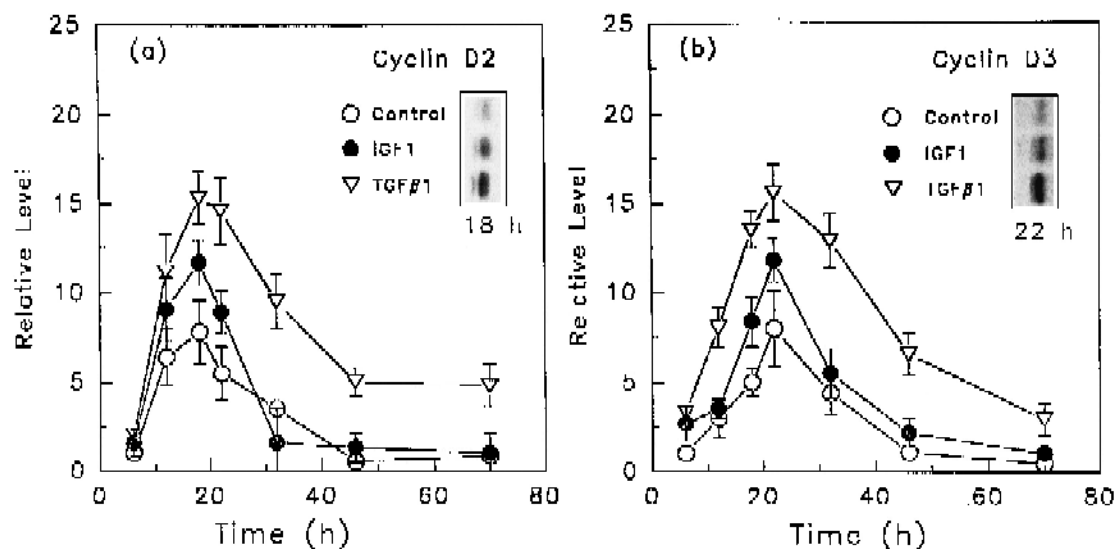 (a)
Cyclin D2
Control
IGF1
TGFβ1
18 h
25
20
15
10
5
0
Relative Level
0 20 40 60 80
Time (h)
(b)
Cyclin D3
Control
IGF1
TGFβ1
22 h
25
20
15
10
5
0
Relctive Level
0 20 40 60 80
Time (h)